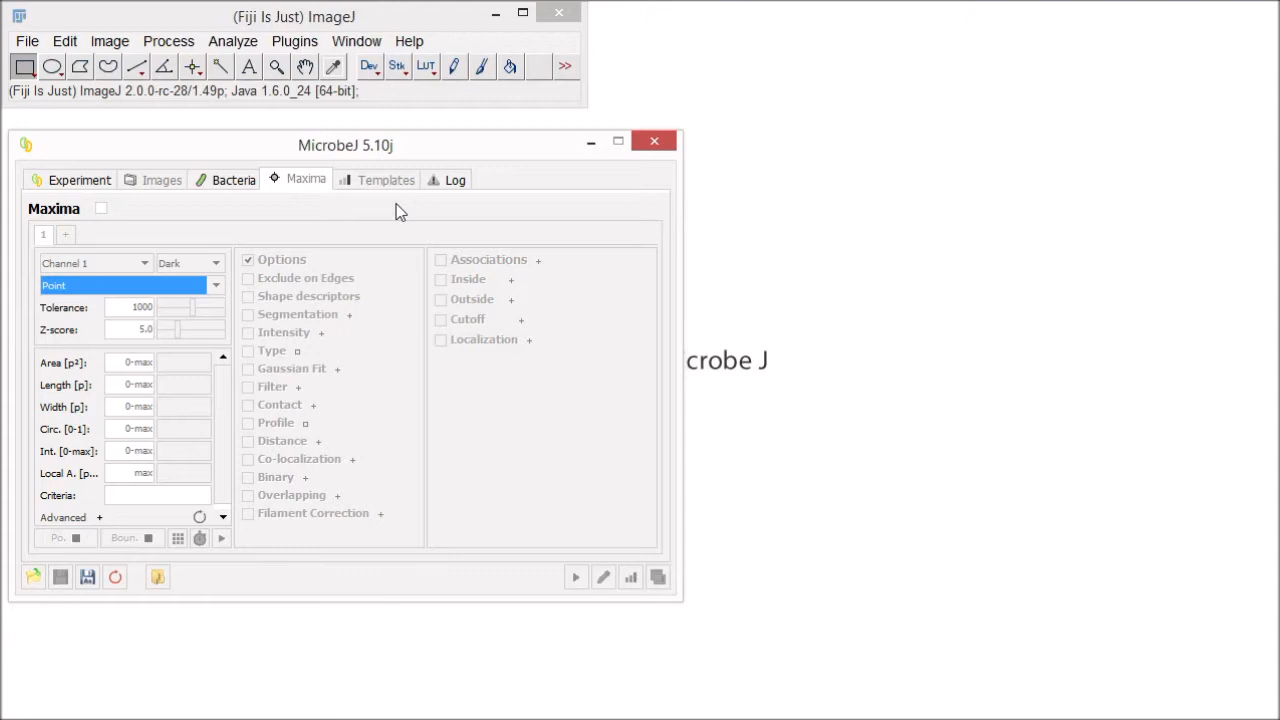 (Fiji Is Just) ImageJ
File Edit Image Process Analyze Plugins Window Help
Dev Stk LUT >>
(Fiji Is Just) ImageJ 2.0.0-rc-28/1.49p; Java 1.6.0_24 [64-bit];
MicrobeJ 5.10j
Experiment Images Bacteria Maxima Templates Log
Maxima
1 +
Channel 1 Dark
Point
Tolerance: 1000
Z-score: 5.0
Area [p²]: 0-max
Length [p]: 0-max
Width [p]: 0-max
Circ. [0-1]: 0-max
Int. [0-max]: 0-max
Local A. [p... max
Criteria:
Advanced +
Po. Boun.
Options
Exclude on Edges
Shape descriptors
Segmentation +
Intensity +
Type
Gaussian Fit +
Filter +
Contact +
Profile
Distance +
Co-localization +
Binary +
Overlapping +
Filament Correction +
Associations +
Inside +
Outside +
Cutoff +
Localization +
crobe J